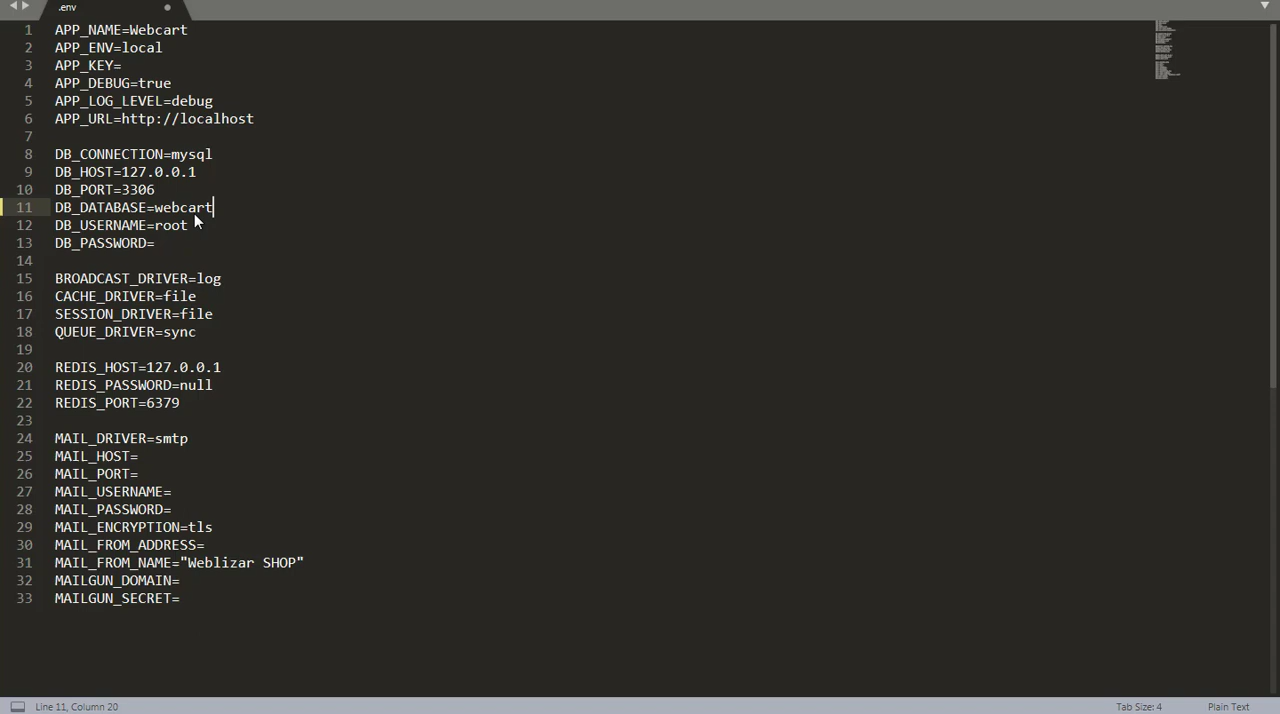 .env
1 APP_NAME=Webcart
2 APP_ENV=local
3 APP_KEY=
4 APP_DEBUG=true
5 APP_LOG_LEVEL=debug
6 APP_URL=http://localhost
7
8 DB_CONNECTION=mysql
9 DB_HOST=127.0.0.1
10 DB_PORT=3306
11 DB_DATABASE=webcart
12 DB_USERNAME=root
13 DB_PASSWORD=
14
15 BROADCAST_DRIVER=log
16 CACHE_DRIVER=file
17 SESSION_DRIVER=file
18 QUEUE_DRIVER=sync
19
20 REDIS_HOST=127.0.0.1
21 REDIS_PASSWORD=null
22 REDIS_PORT=6379
23
24 MAIL_DRIVER=smtp
25 MAIL_HOST=
26 MAIL_PORT=
27 MAIL_USERNAME=
28 MAIL_PASSWORD=
29 MAIL_ENCRYPTION=tls
30 MAIL_FROM_ADDRESS=
31 MAIL_FROM_NAME="Weblizar SHOP"
32 MAILGUN_DOMAIN=
33 MAILGUN_SECRET=
Line 11, Column 20 Tab Size: 4 Plain Text